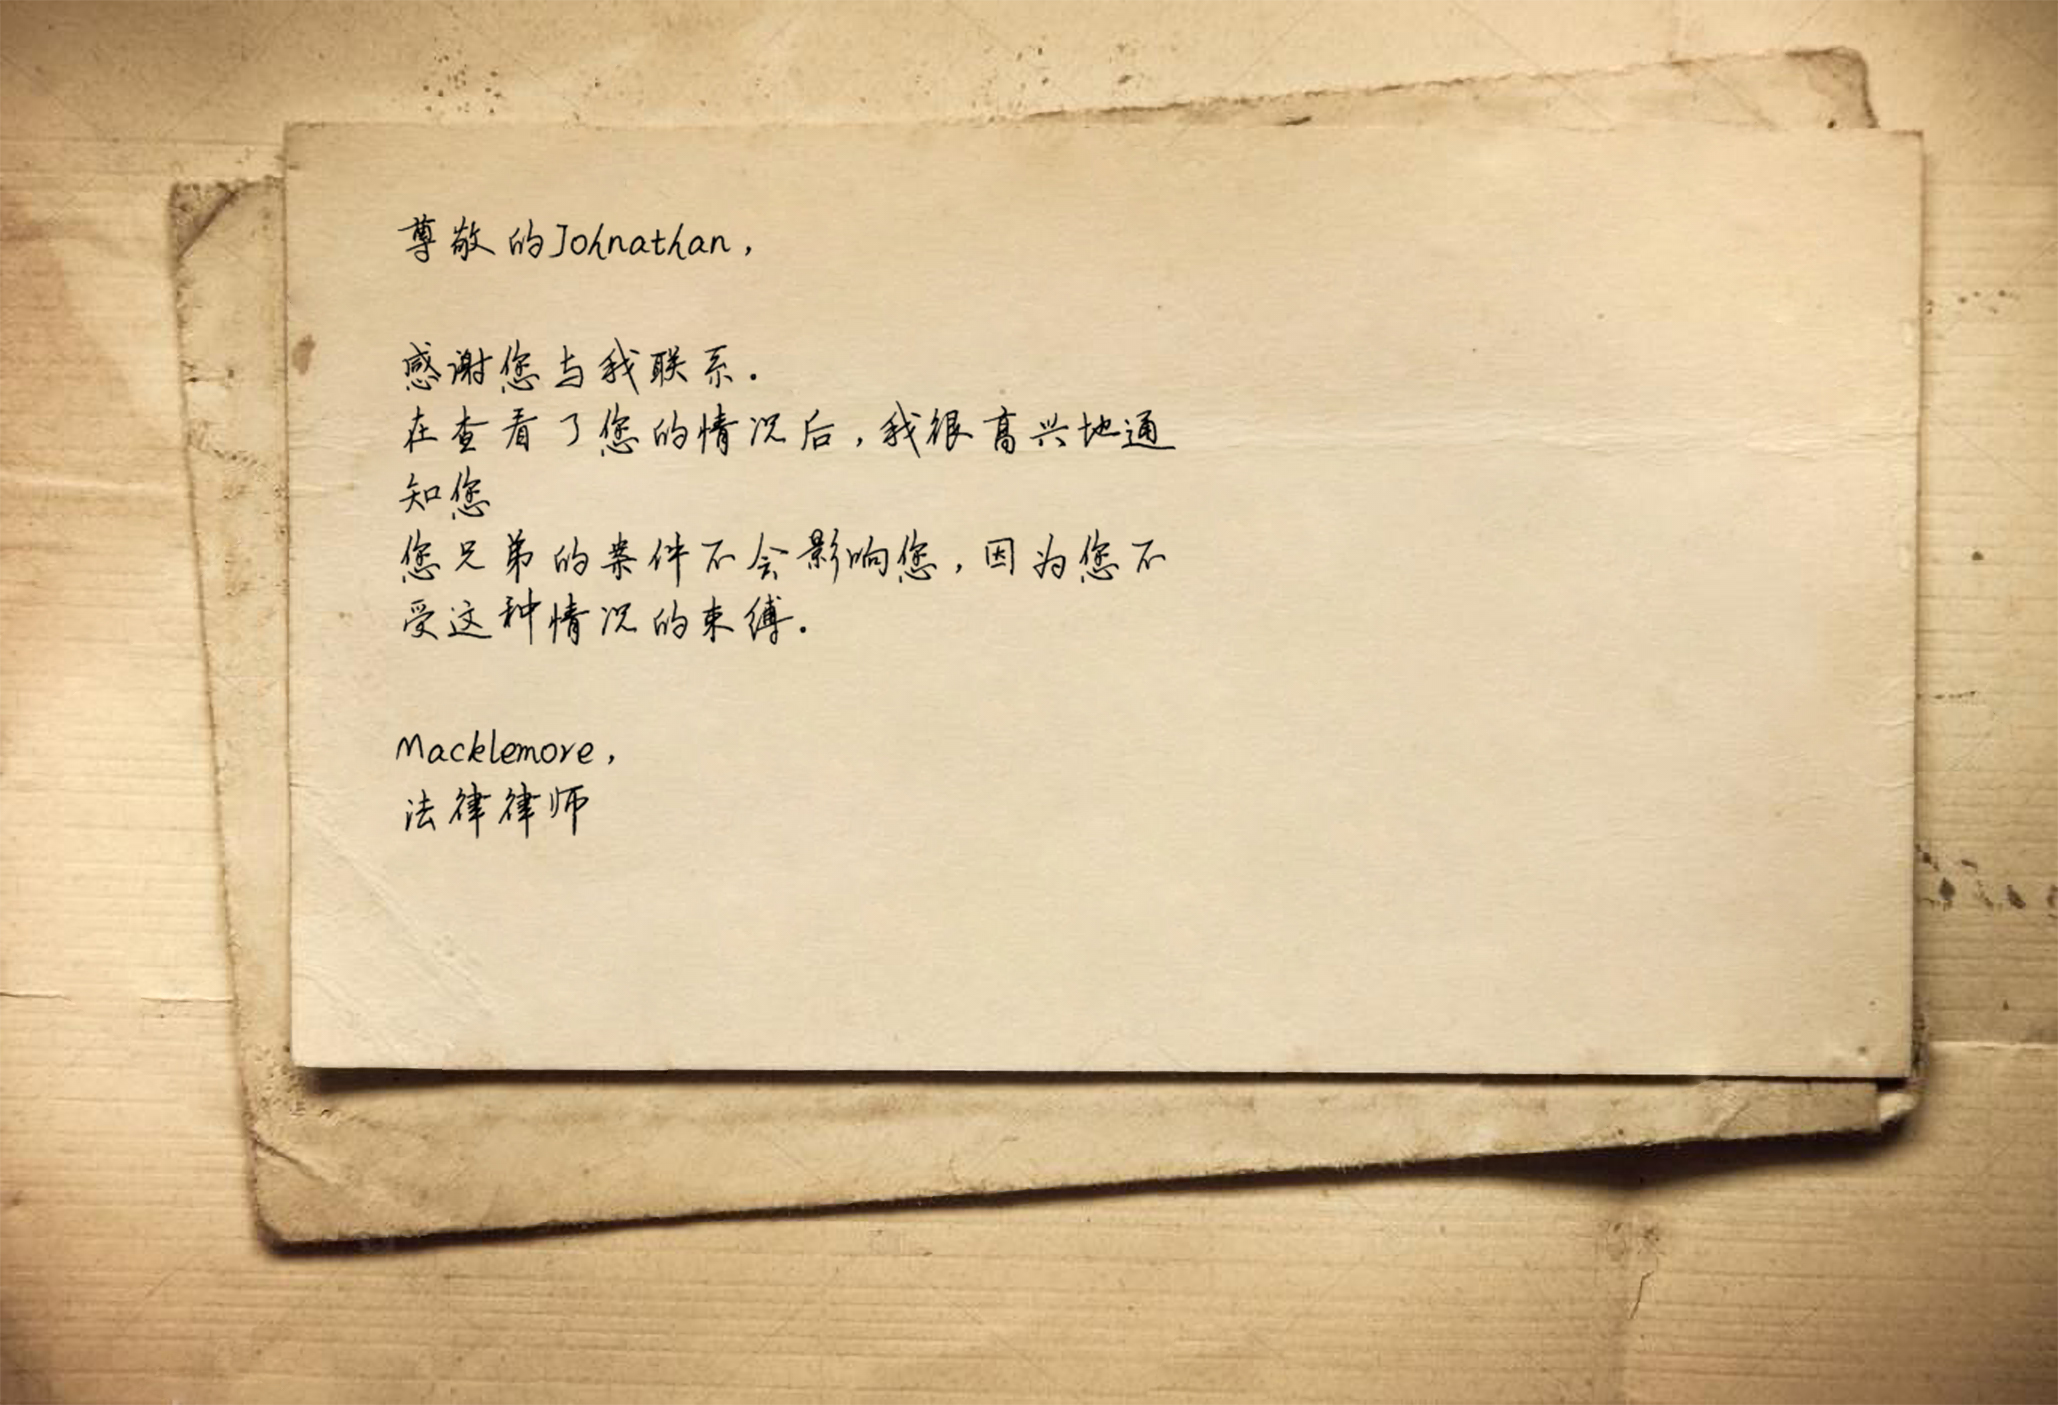 尊敬的Johnathan,
感谢您与我联系.
在查看了您的情况后,我很高兴地通
知您
您兄弟的案件不会影响您,因为您不
受这种情况的束缚.
Macklemore,
法律律师